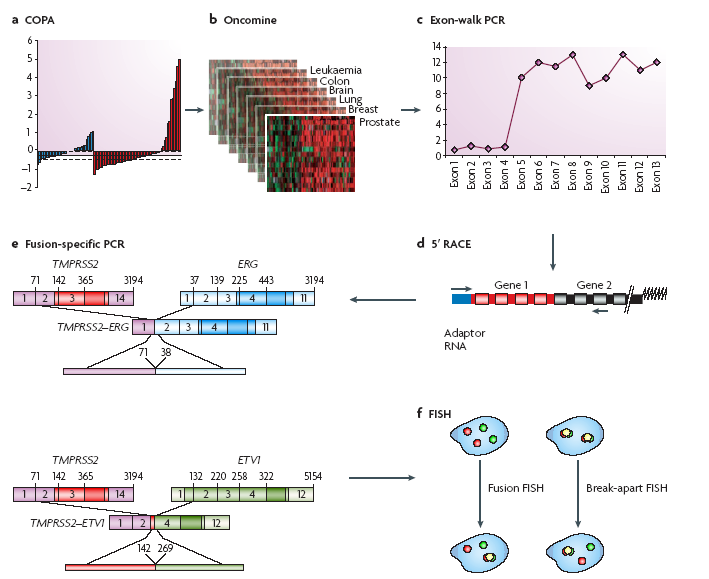 a COPA
6
5
4
3
2
1
0
−1
−2
b Oncomine
Leukaemia
Colon
Brain
Lung
Breast
Prostate
c Exon-walk PCR
14
12
10
8
6
4
2
0
Exon 1
Exon 2
Exon 3
Exon 4
Exon 5
Exon 6
Exon 7
Exon 8
Exon 9
Exon 10
Exon 11
Exon 12
Exon 13
d 5′ RACE
Gene 1 Gene 2
Adaptor
RNA
e Fusion-specific PCR
TMPRSS2 ERG
71 142 365 3194 37 139 225 443 3194
1 2 3 14 1 2 3 4 11
TMPRSS2–ERG 1 2 3 4 11
71 38
TMPRSS2 ETV1
71 142 365 3194 132 220 258 322 5154
1 2 3 14 1 2 3 4 12
TMPRSS2–ETV1 1 2 4 12
142 269
f FISH
Fusion FISH Break-apart FISH